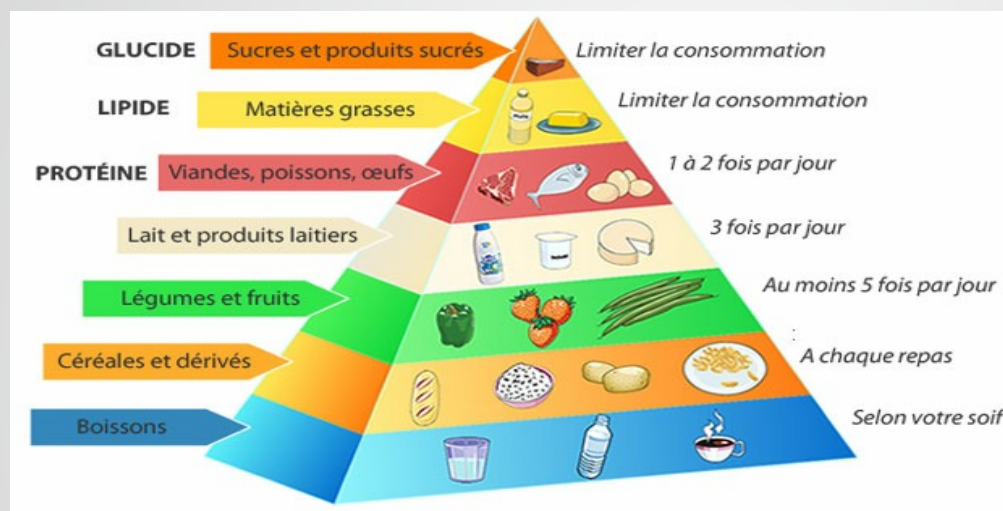 GLUCIDE Sucres et produits sucrés Limiter la consommation
LIPIDE Matières grasses Limiter la consommation
PROTÉINE Viandes, poissons, œufs 1 à 2 fois par jour
Lait et produits laitiers 3 fois par jour
Légumes et fruits Au moins 5 fois par jour
Céréales et dérivés A chaque repas
Boissons Selon votre soif